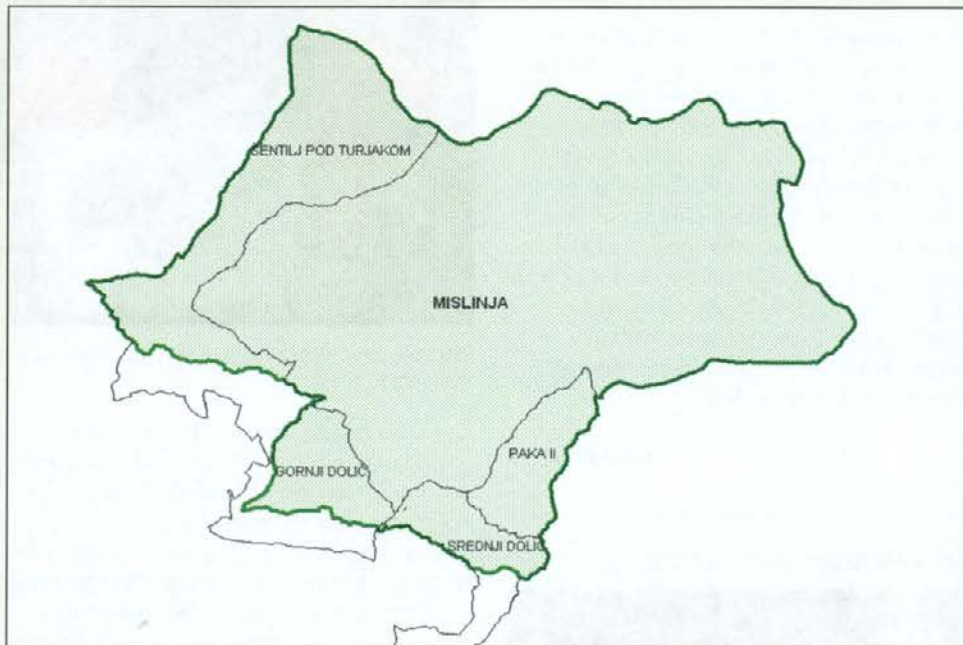 ŠENTILJ POD TURJAKOM
MISLINJA
PAKA II
GORNJI DOLIČ
SREDNJI DOLIČ